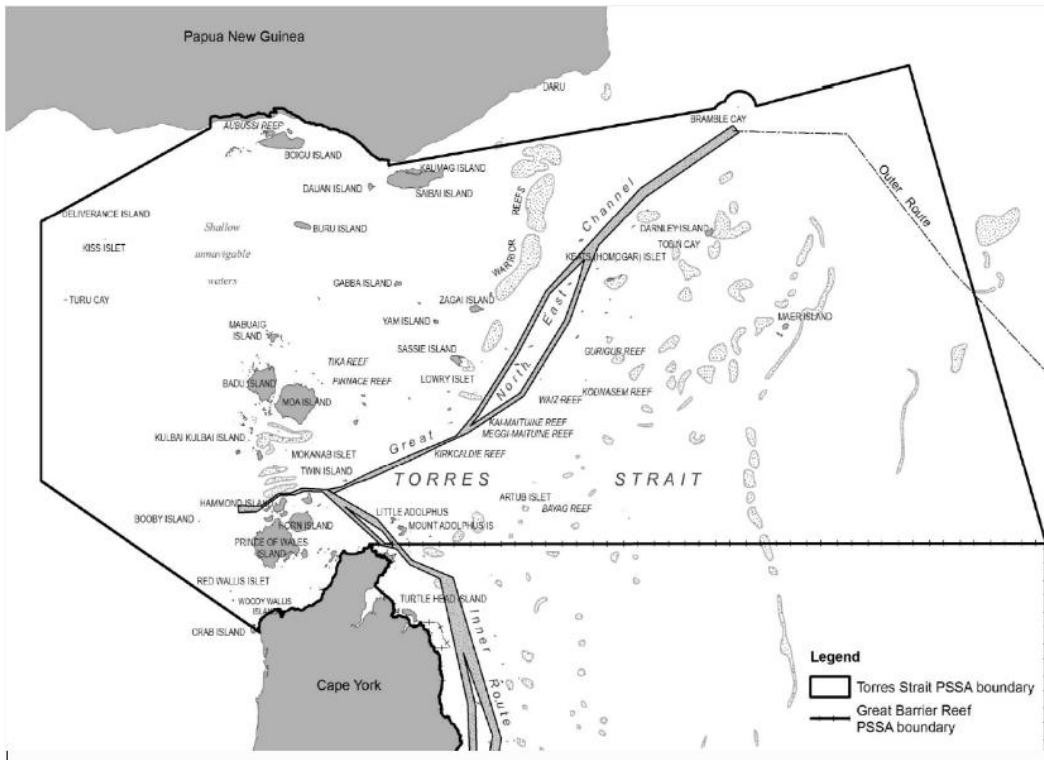 Papua New Guinea
DARU
BRAMBLE CAY
AUBUSSI REEF
BOIGU ISLAND
KAUMAG ISLAND
DAUAN ISLAND
SAIBAI ISLAND
REEFS
WARRIOR
Channel
Outer
Route
DELIVERANCE ISLAND
Shallow
unnavigable
waters
BURU ISLAND
DARNLEY ISLAND
TOBIN CAY
KISS ISLET
KEATS (HOMOGAR) ISLET
GABBA ISLAND
East
TURU CAY
ZAGAI ISLAND
YAM ISLAND
MAER ISLAND
MABUAIG
ISLAND
SASSIE ISLAND
GURIGUR REEF
TIKA REEF
North
LOWRY ISLET
BADU ISLAND
PINNACE REEF
KODNASEM REEF
MOA ISLAND
WAIZ REEF
KAI-MAITUINE REEF
MEGGI-MAITUINE REEF
KULBAI KULBAI ISLAND
Great
MOKANAB ISLET
KIRKCALDIE REEF
TWIN ISLAND
TORRES STRAIT
HAMMOND ISLAND
ARTUB ISLET
BOOBY ISLAND
LITTLE ADOLPHUS
BAYAG REEF
HORN ISLAND
MOUNT ADOLPHUS IS
PRINCE OF WALES
ISLAND
RED WALLIS ISLET
WOODY WALLIS
TURTLE HEAD ISLAND
CRAB ISLAND
Inner
Route
Cape York
Legend
Torres Strait PSSA boundary
Great Barrier Reef
PSSA boundary